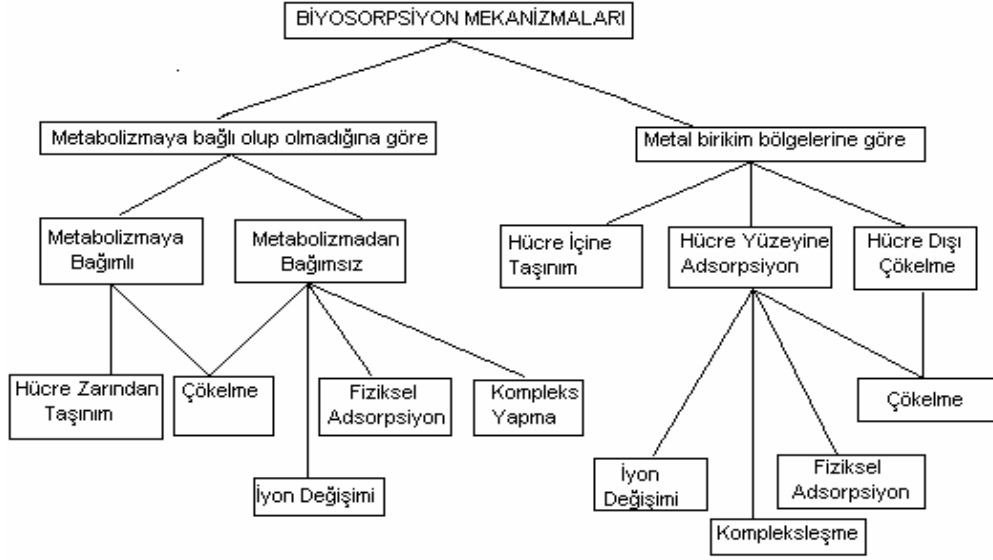 BİYOSORPSİYON MEKANİZMALARI
Metabolizmaya bağlı olup olmadığına göre
Metal birikim bölgelerine göre
Metabolizmaya
Bağımlı
Metabolizmadan
Bağımsız
Hücre İçine
Taşınım
Hücre Yüzeyine
Adsorpsiyon
Hücre Dışı
Çökelme
Hücre Zarından
Taşınım
Çökelme
Fiziksel
Adsorpsiyon
Kompleks
Yapma
Çökelme
İyon Değişimi
İyon
Değişimi
Fiziksel
Adsorpsiyon
Kompleksleşme